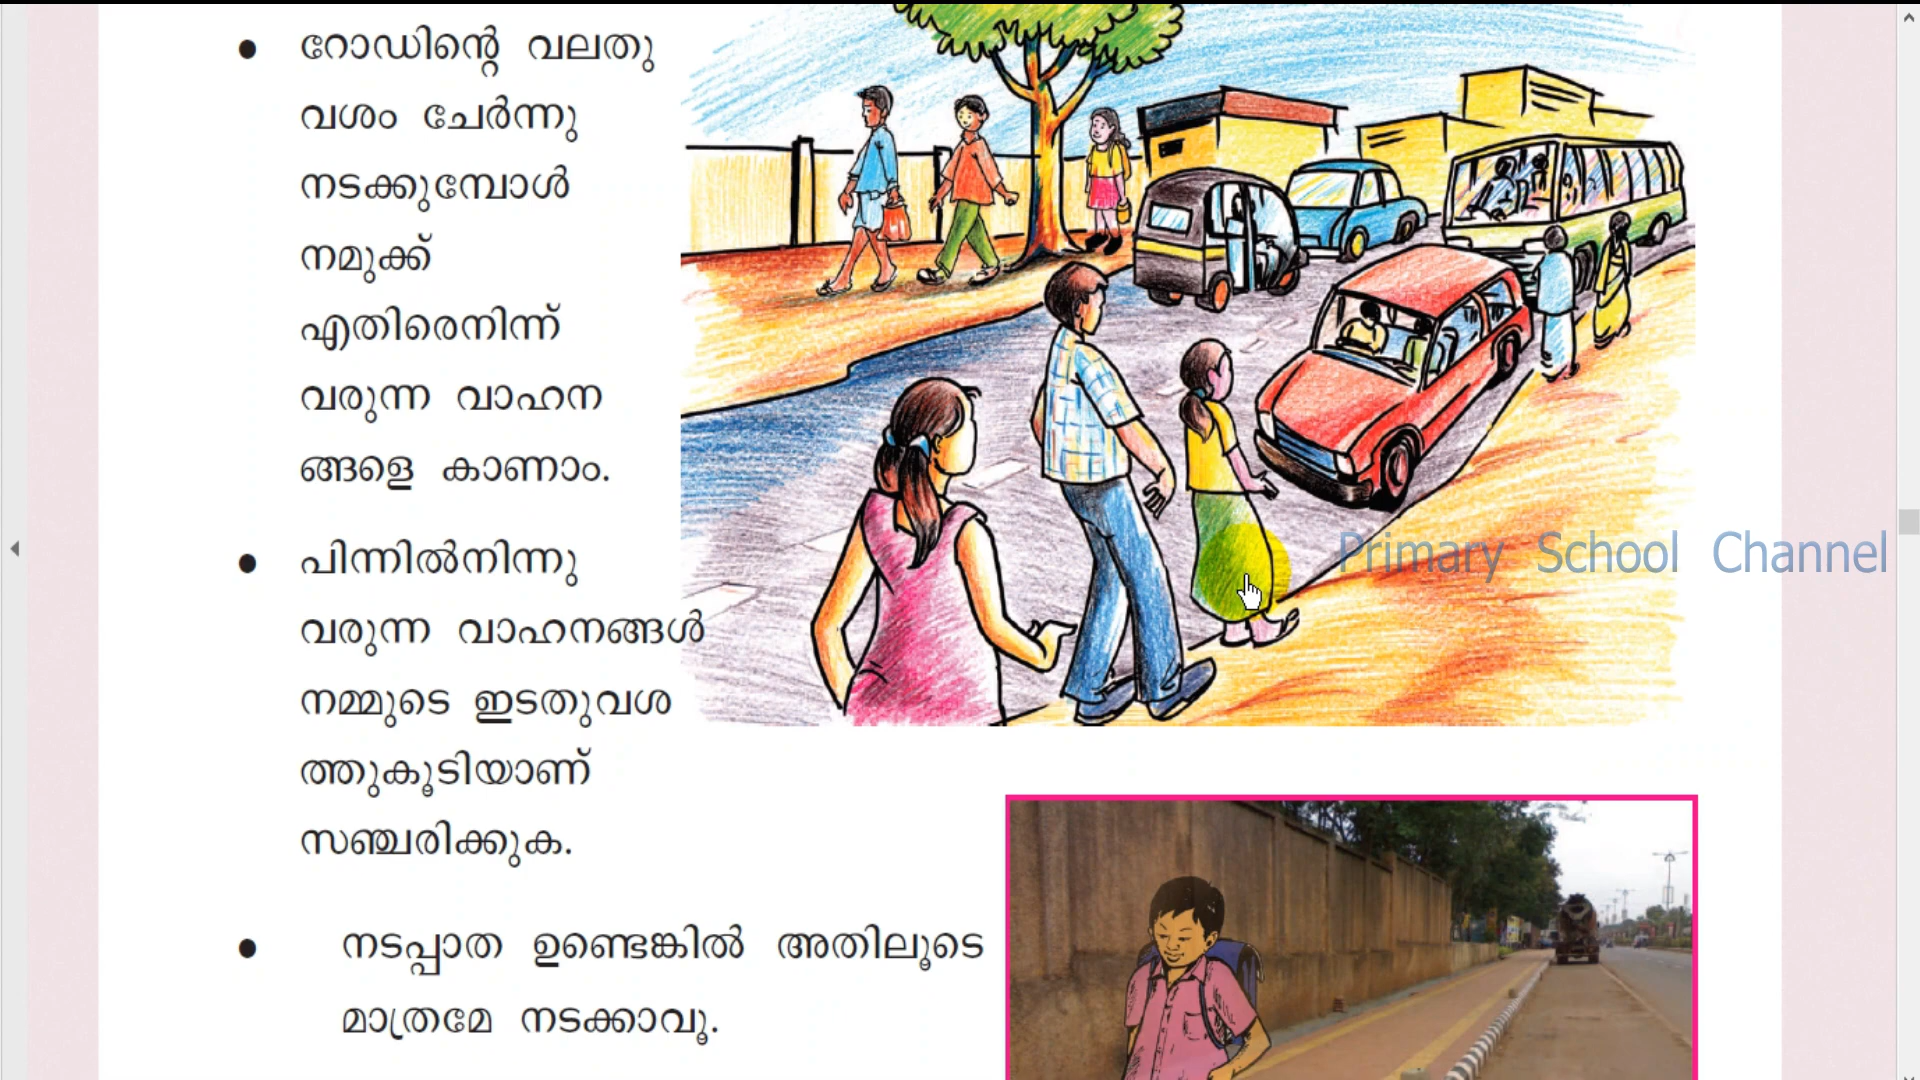 • റോഡിന്റെ വലതു
വശം ചേർന്നു
നടക്കുമ്പോൾ
നമുക്ക്
എതിരെനിന്ന്
വരുന്ന വാഹന
ങ്ങളെ കാണാം.
• പിന്നിൽനിന്നു
വരുന്ന വാഹനങ്ങൾ
നമ്മുടെ ഇടതുവശ
ത്തുകൂടിയാണ്
സഞ്ചരിക്കുക.
• നടപ്പാത ഉണ്ടെങ്കിൽ അതിലൂടെ
മാത്രമേ നടക്കാവൂ.
Primary School Channel